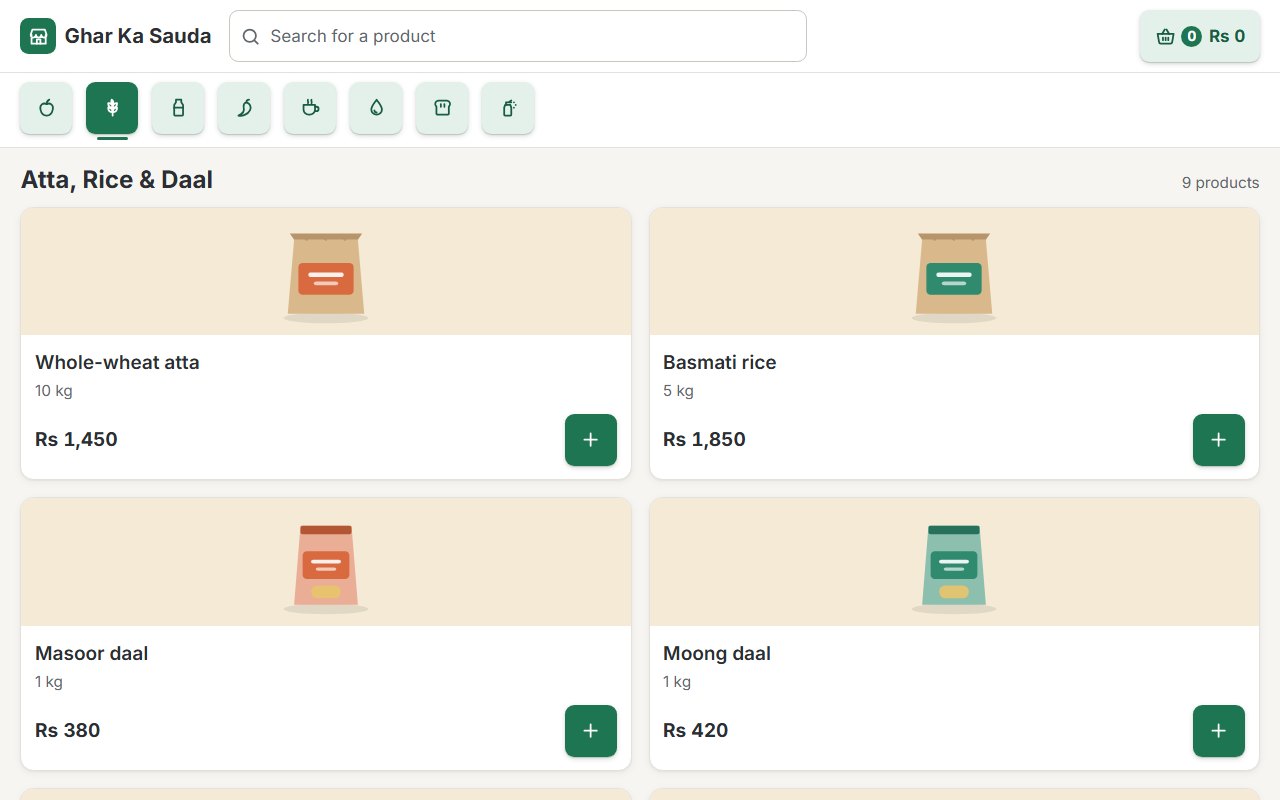 Ghar Ka Sauda
Search for a product
0 Rs 0
Atta, Rice & Daal
9 products
Whole-wheat atta
10 kg
Rs 1,450
Basmati rice
5 kg
Rs 1,850
Masoor daal
1 kg
Rs 380
Moong daal
1 kg
Rs 420